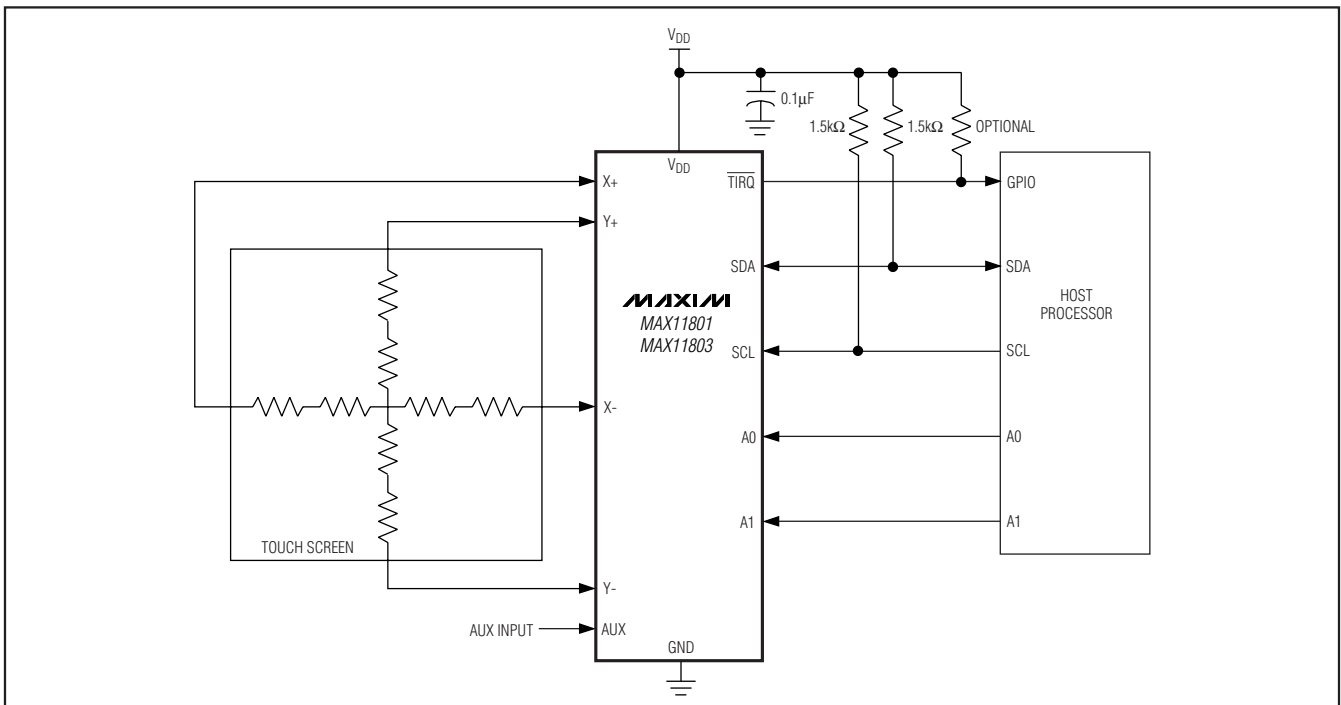 VDD
0.1µF
1.5kΩ
1.5kΩ
OPTIONAL
VDD
X+
TIRQ
GPIO
Y+
SDA
SDA
MAXIM
MAX11801
MAX11803
HOST
PROCESSOR
SCL
SCL
X-
A0
A0
A1
A1
TOUCH SCREEN
Y-
AUX INPUT
AUX
GND